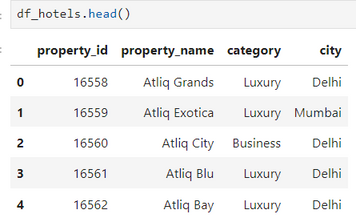 df_hotels.head()
property_id property_name category city
0 16558 Atliq Grands Luxury Delhi
1 16559 Atliq Exotica Luxury Mumbai
2 16560 Atliq City Business Delhi
3 16561 Atliq Blu Luxury Delhi
4 16562 Atliq Bay Luxury Delhi